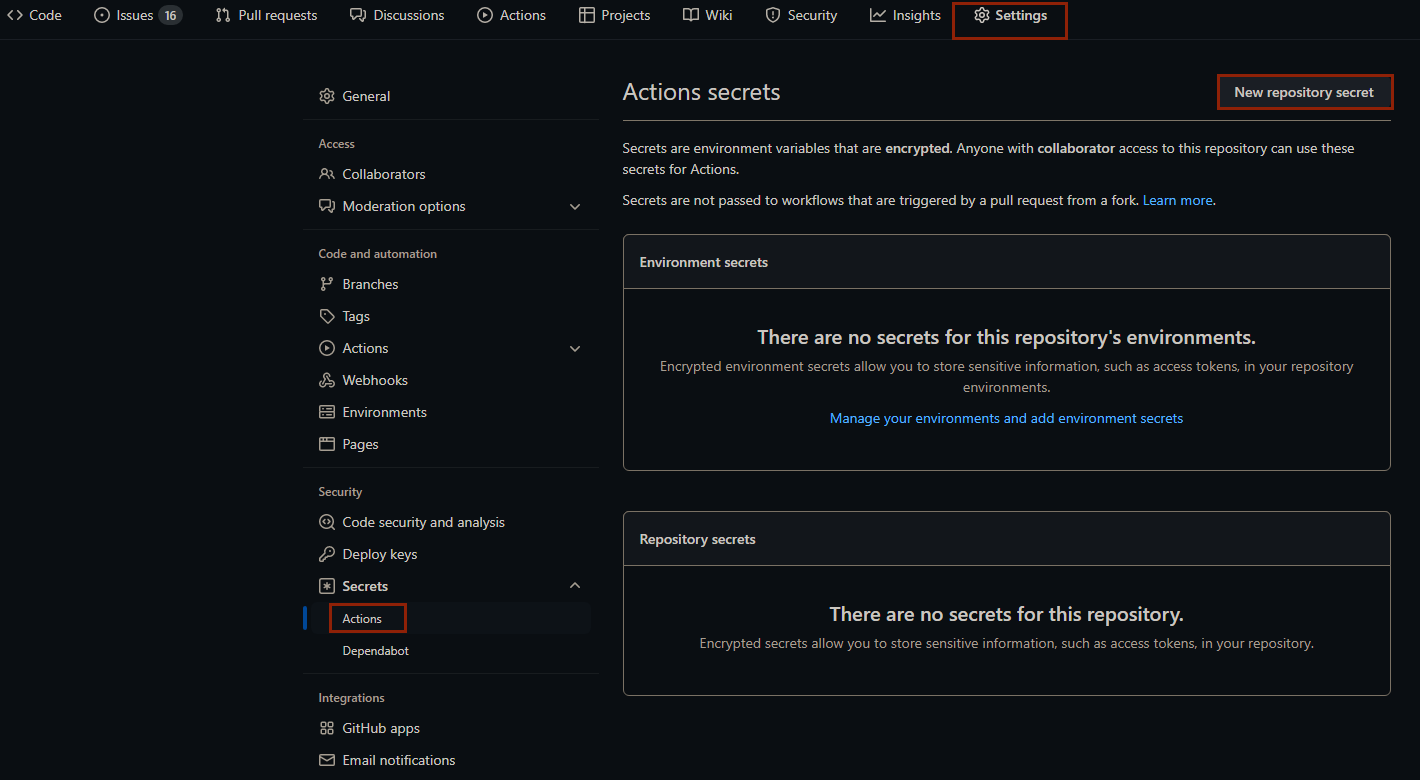 Code
Issues 16
Pull requests
Discussions
Actions
Projects
Wiki
Security
Insights
Settings
General
Access
Collaborators
Moderation options
Code and automation
Branches
Tags
Actions
Webhooks
Environments
Pages
Security
Code security and analysis
Deploy keys
Secrets
Actions
Dependabot
Integrations
GitHub apps
Email notifications
Actions secrets
New repository secret
Secrets are environment variables that are encrypted. Anyone with collaborator access to this repository can use these
secrets for Actions.
Secrets are not passed to workflows that are triggered by a pull request from a fork. Learn more.
Environment secrets
There are no secrets for this repository's environments.
Encrypted environment secrets allow you to store sensitive information, such as access tokens, in your repository
environments.
Manage your environments and add environment secrets
Repository secrets
There are no secrets for this repository.
Encrypted secrets allow you to store sensitive information, such as access tokens, in your repository.